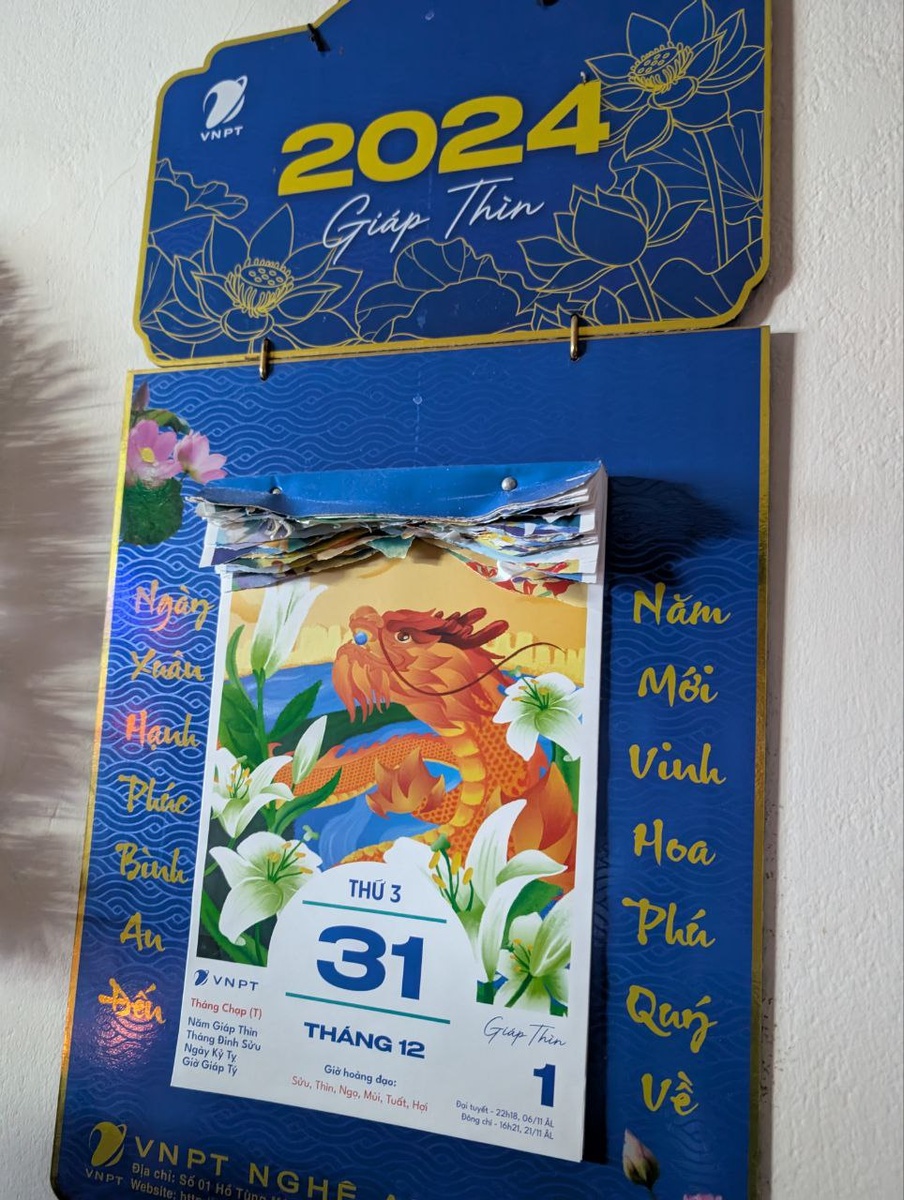 VNPT
2024
Giáp Thìn
Ngày
Xuân
Hạnh
Phúc
Bình
An
Đến
Năm
Mới
Vinh
Hoa
Phú
Quý
Về
THỨ 3
31
THÁNG 12
VNPT
Tháng Chạp (T)
Năm Giáp Thìn
Tháng Đinh Sửu
Ngày Kỷ Tỵ
Giờ Giáp Tý
Giờ hoàng đạo:
Sửu, Thìn, Ngọ, Mùi, Tuất, Hợi
Giáp Thìn
1
Đại tuyết - 22h18, 06/11 ÂL
Đông chí - 16h21, 21/11 ÂL
VNPT
VNPT NGHỆ
Địa chỉ: Số 01 Hồ Tùng
Website: